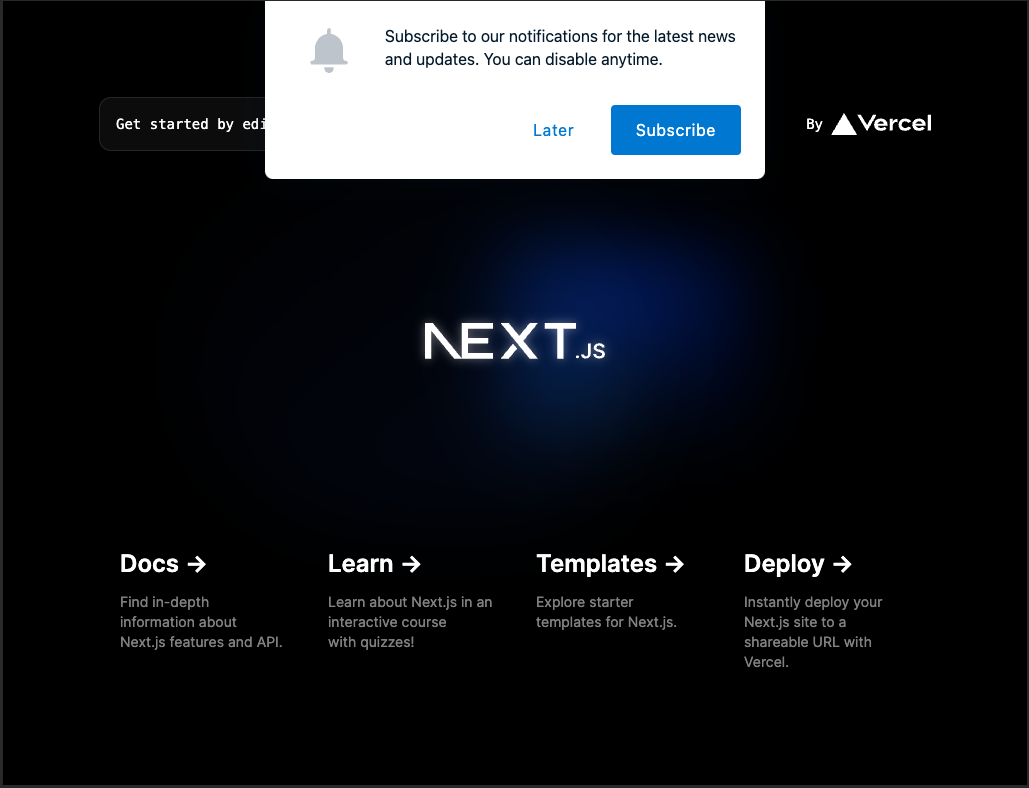 Subscribe to our notifications for the latest news
and updates. You can disable anytime.
Later
Subscribe
Get started by edi
By Vercel
NEXT.JS
Docs →
Find in-depth
information about
Next.js features and API.
Learn →
Learn about Next.js in an
interactive course
with quizzes!
Templates →
Explore starter
templates for Next.js.
Deploy →
Instantly deploy your
Next.js site to a
shareable URL with
Vercel.